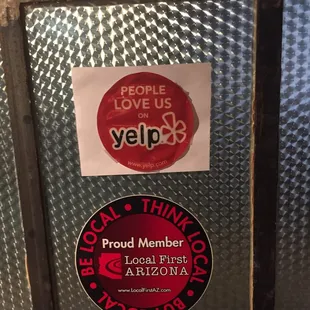 PEOPLE
LOVE US
ON
yelp
www.yelp.com
BE LOCAL • THINK LOCAL •
Proud Member
Local First
ARIZONA
www.LocalFirstAZ.com